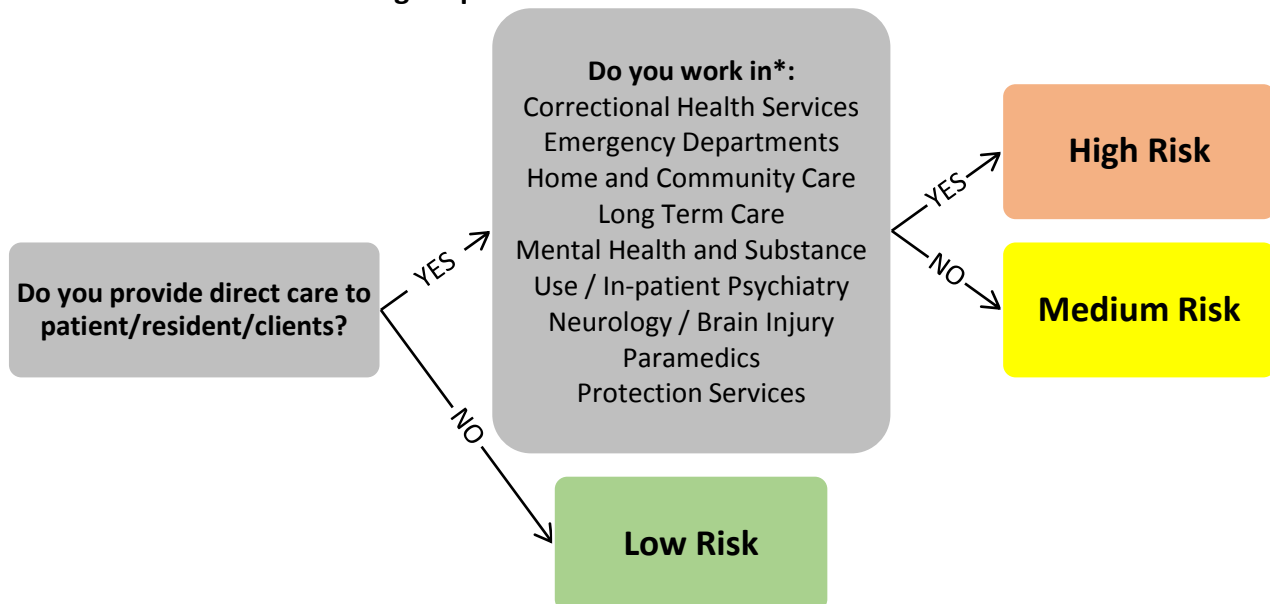 Do you work in*:
Correctional Health Services
Emergency Departments
Home and Community Care
Long Term Care
Mental Health and Substance
Use / In-patient Psychiatry
Neurology / Brain Injury
Paramedics
Protection Services
High Risk
YES
NO
Medium Risk
YES
Do you provide direct care to
patient/resident/clients?
NO
Low Risk